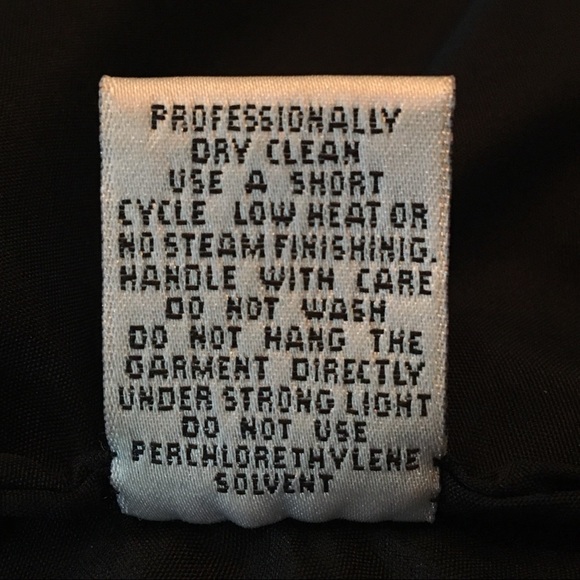 PROFESSIONALLY
DRY CLEAN
USE A SHORT
CYCLE LOW HEAT OR
NO STEAM FINISHINIG.
HANDLE WITH CARE
DO NOT WASH
DO NOT HANG THE
GARMENT DIRECTLY
UNDER STRONG LIGHT
DO NOT USE
PERCHLORETHYLENE
SOLVENT